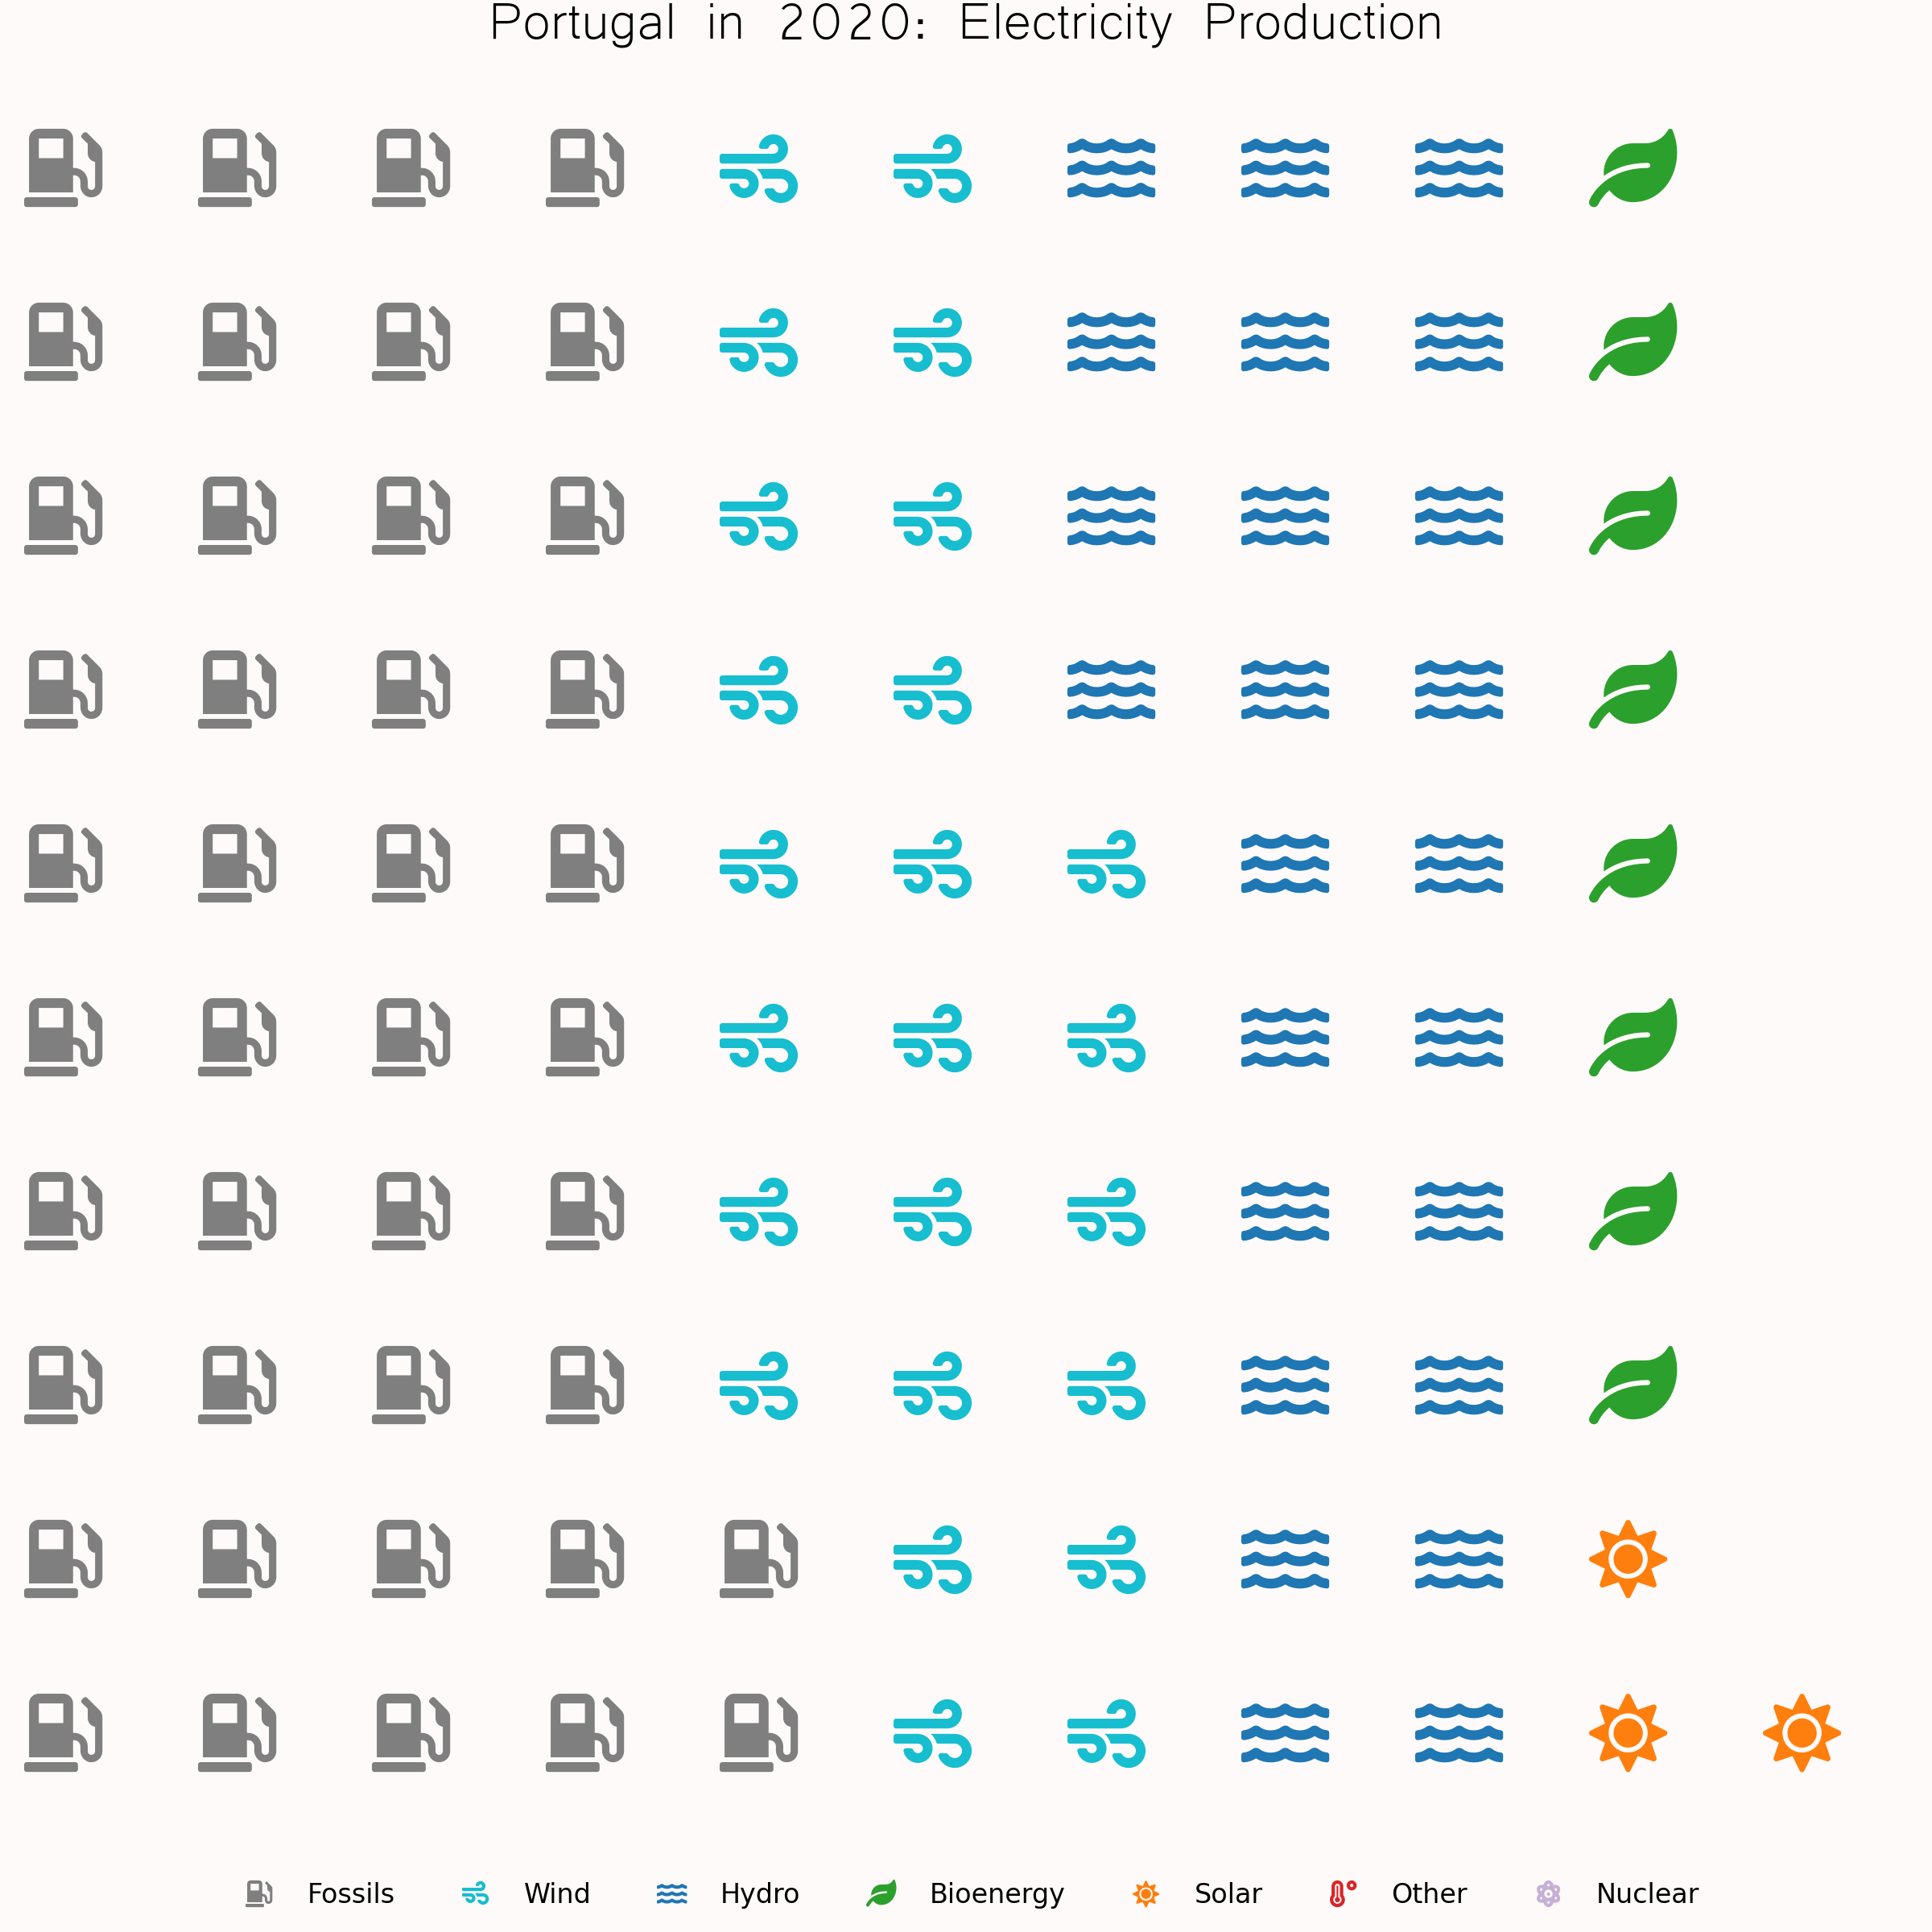 Portugal in 2020: Electricity Production
Fossils Wind Hydro Bioenergy Solar Other Nuclear